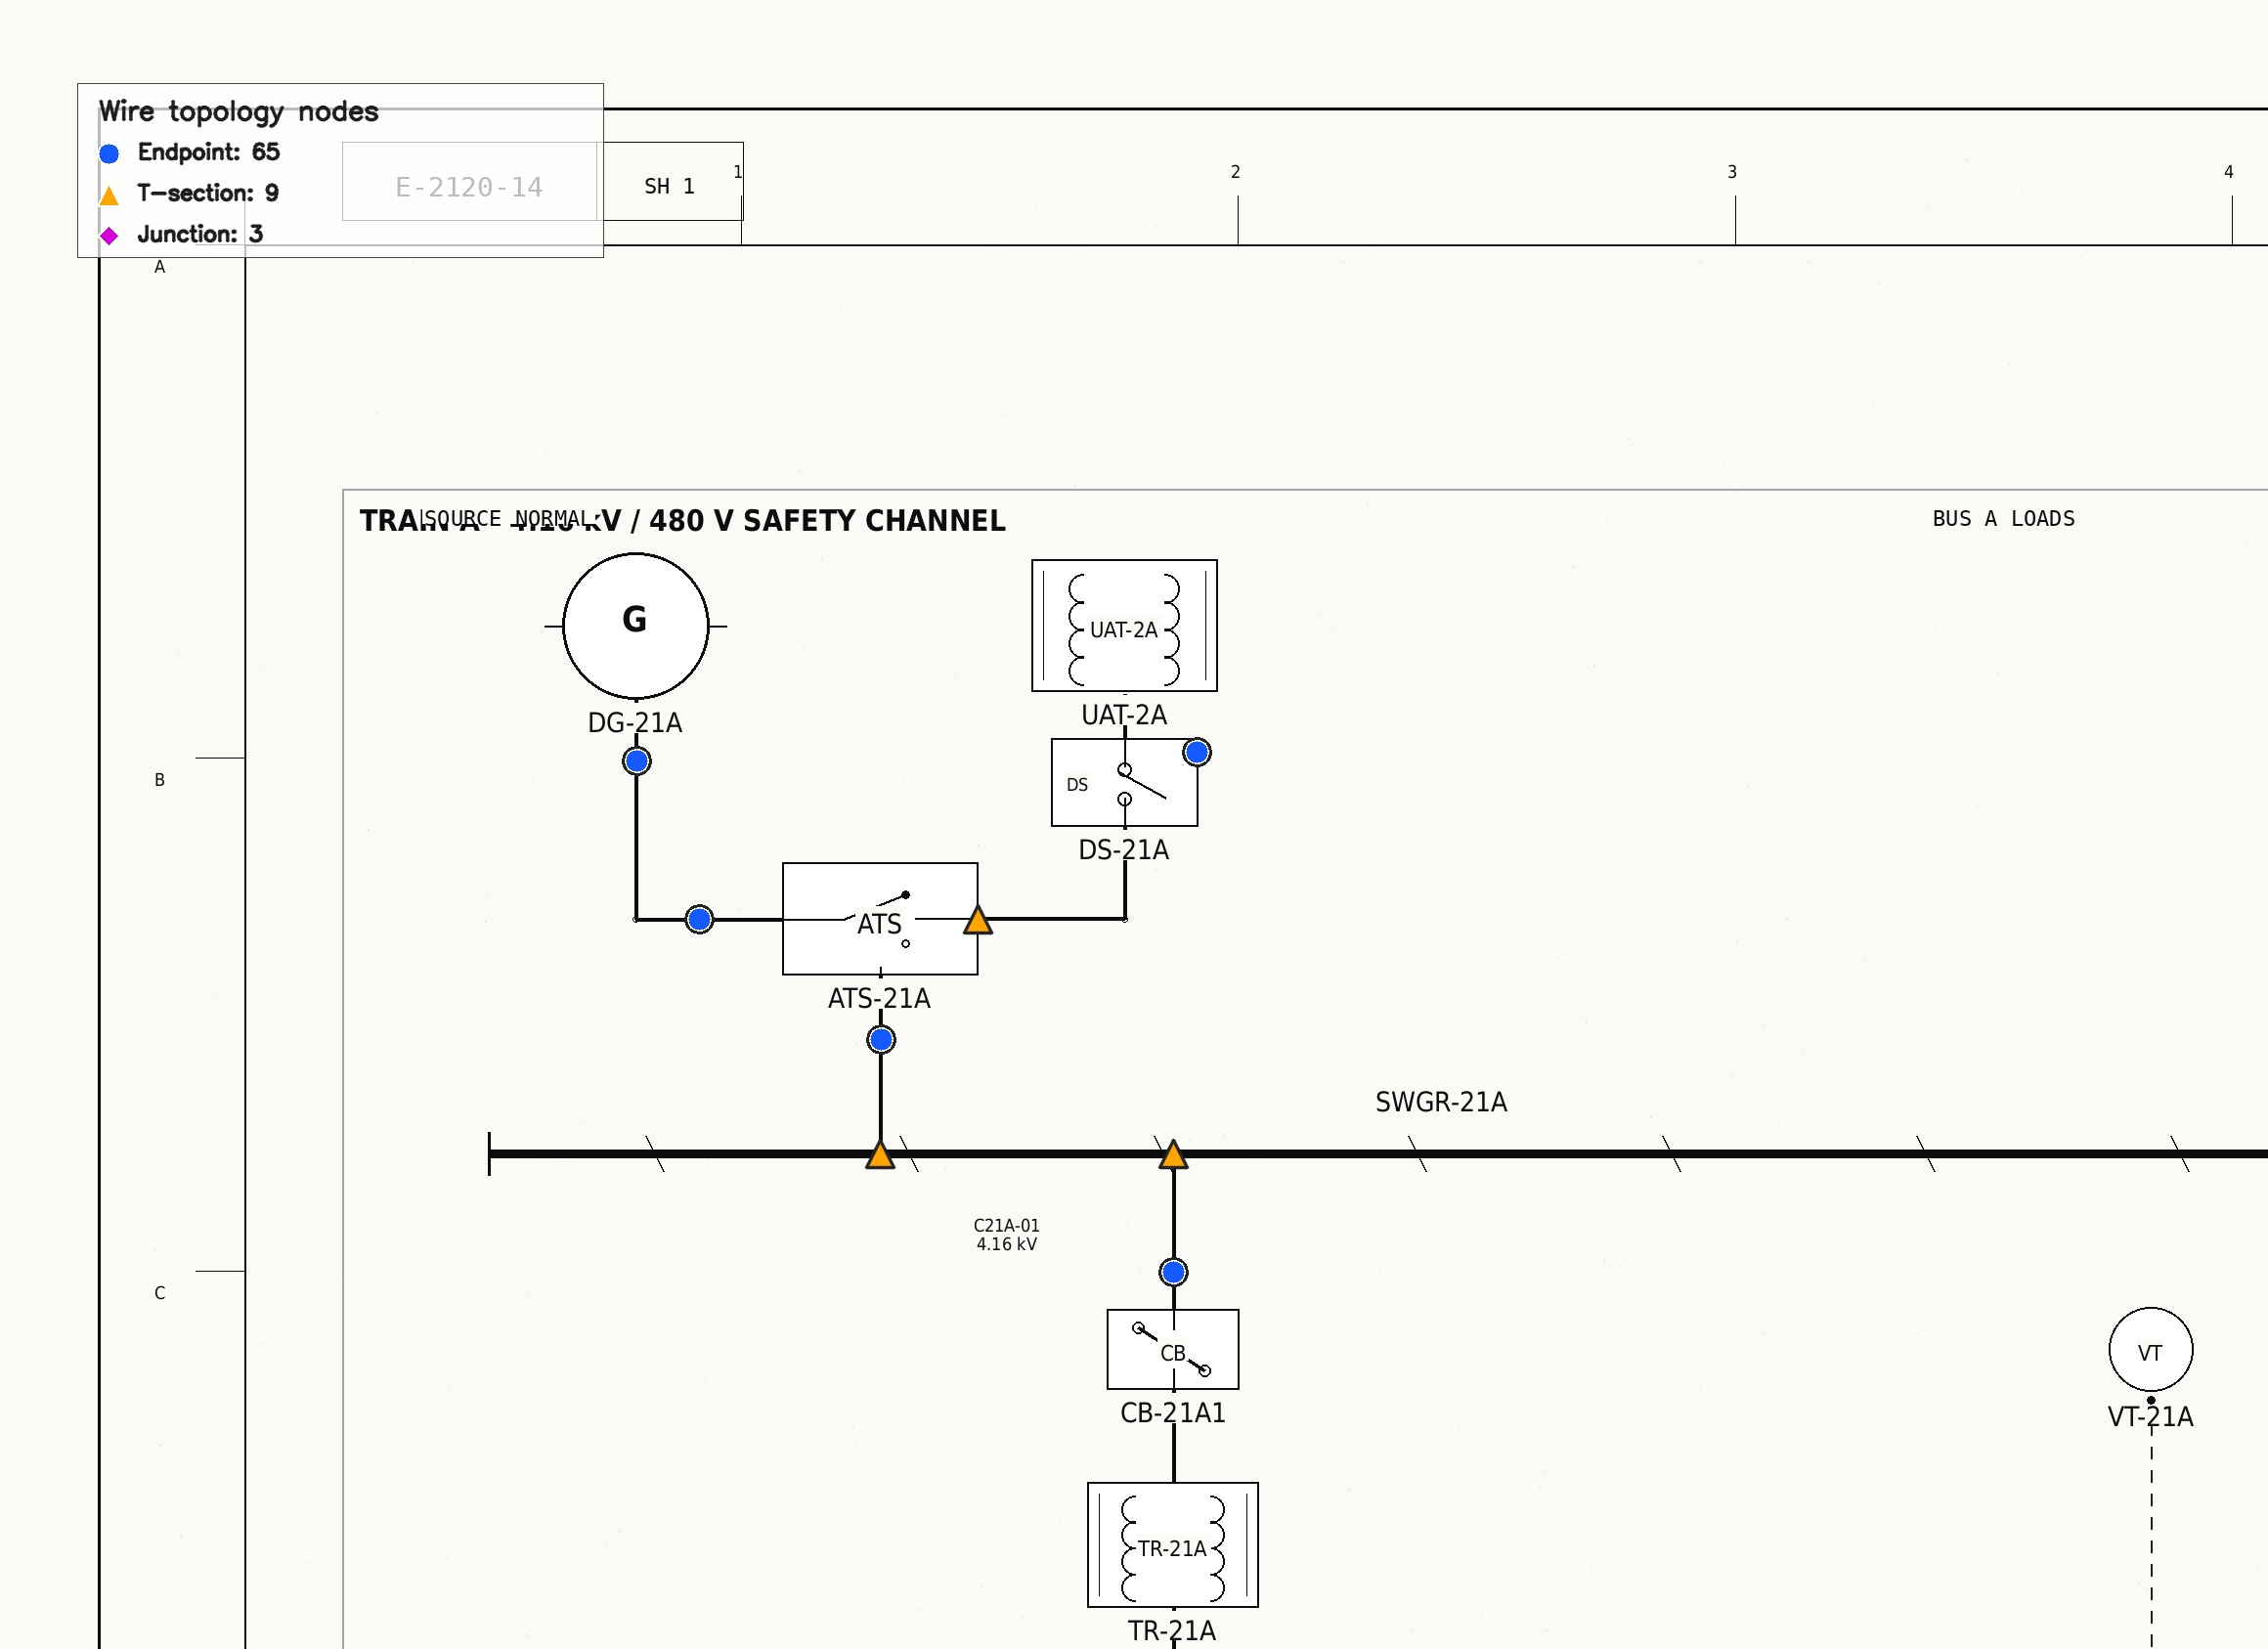 Wire topology nodes
Endpoint: 65
T-section: 9
Junction: 3
E-2120-14
SH 1
1
2
3
4
A
SOURCE NORMAL
V / 480 V SAFETY CHANNEL
BUS A LOADS
G
DG-21A
UAT-2A
UAT-2A
B
DS
DS-21A
ATS
ATS-21A
SWGR-21A
C21A-01
4.16 kV
C
CB
CB-21A1
VT
VT-21A
TR-21A
TR-21A